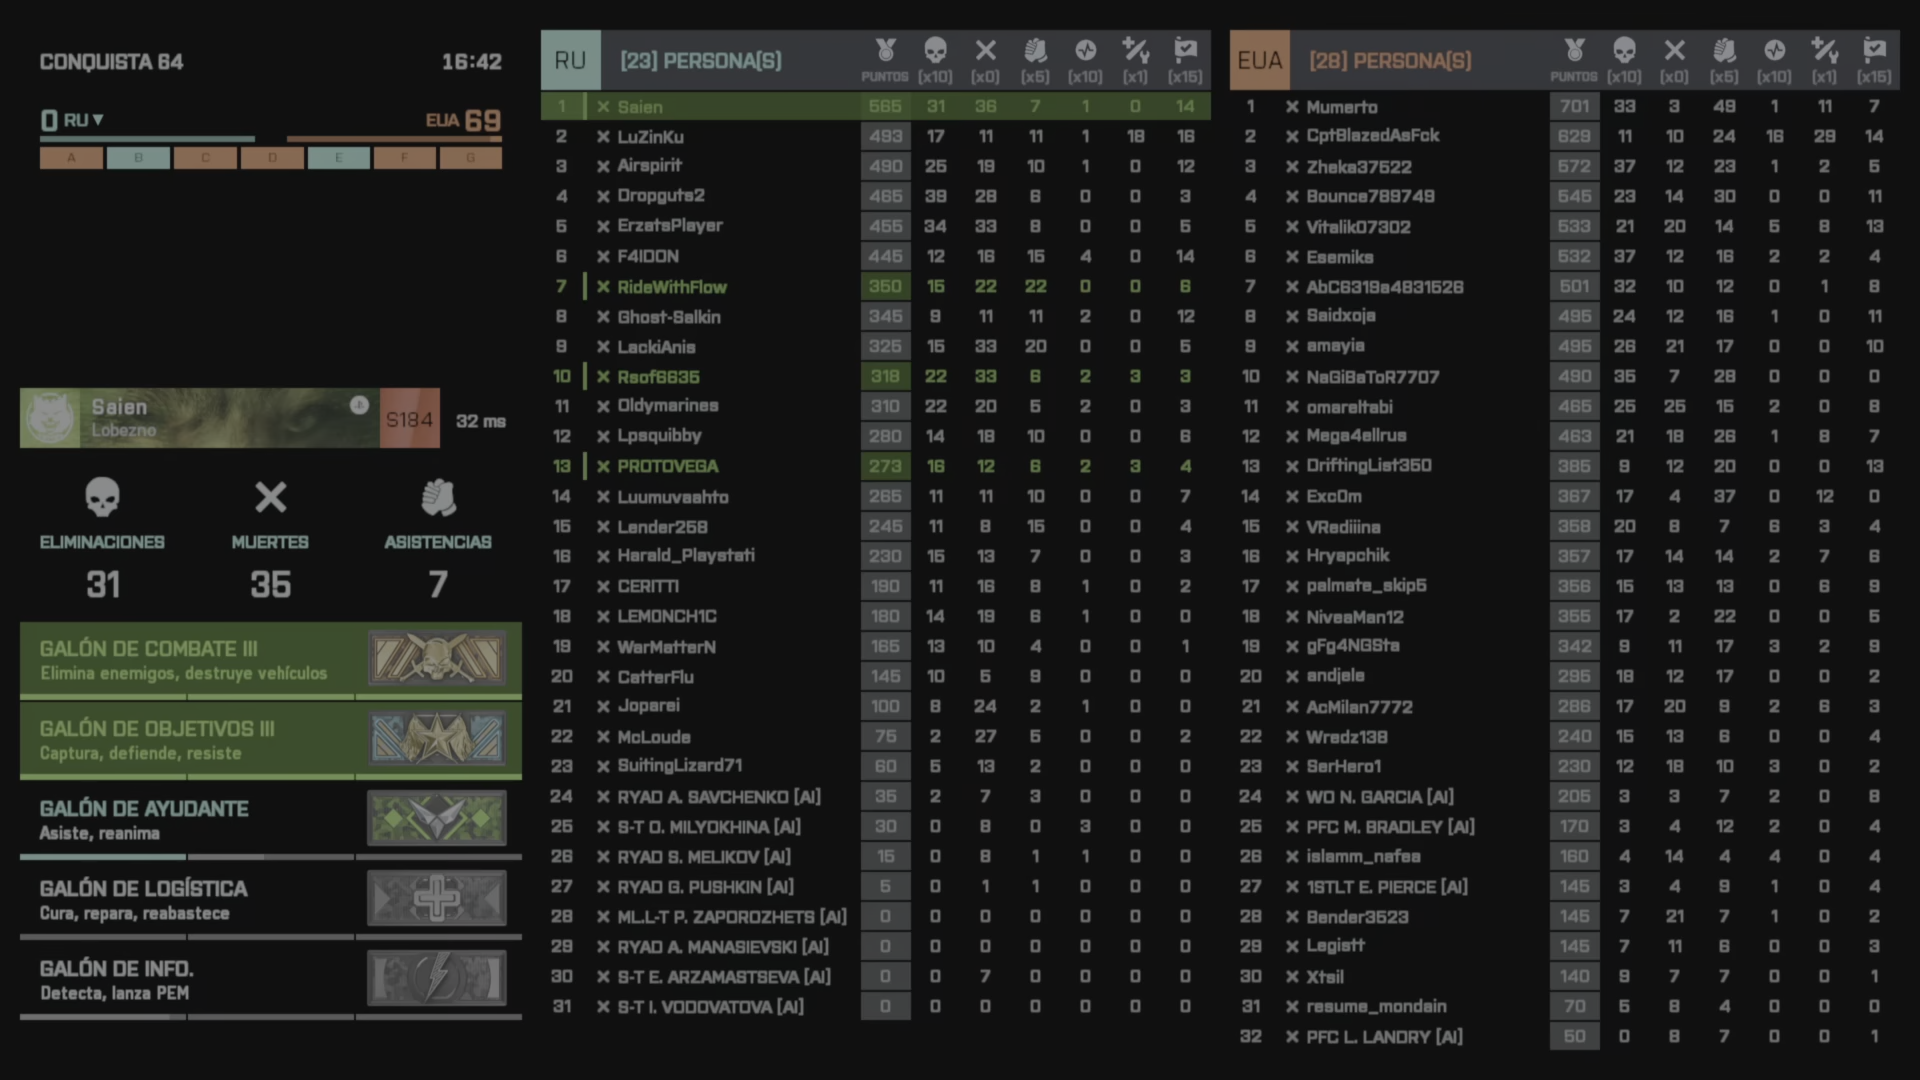 CONQUISTA 64
16:42
0 RU ▼
EUA 69
A B C D E F G
Saien
Lobezno
S184
32 ms
ELIMINACIONES MUERTES ASISTENCIAS
31 35 7
GALÓN DE COMBATE III
Elimina enemigos, destruye vehículos
GALÓN DE OBJETIVOS III
Captura, defiende, resiste
GALÓN DE AYUDANTE
Asiste, reanima
GALÓN DE LOGÍSTICA
Cura, repara, reabastece
GALÓN DE INFO.
Detecta, lanza PEM
RU [23] PERSONA(S)
PUNTOS (x10) (x0) (x5) (x10) (x1) (x15)
1 Saien 565 31 36 7 1 0 14
2 LuZinKu 493 17 11 11 1 18 16
3 Airspirit 490 25 19 10 1 0 12
4 Dropguts2 465 39 28 6 0 0 3
5 ErzatsPlayer 455 34 33 8 0 0 5
6 F4IDON 445 12 16 15 4 0 14
7 RideWithFlow 350 15 22 22 0 0 6
8 Ghost-Salkin 345 9 11 11 2 0 12
9 LackiAnis 325 15 33 20 0 0 5
10 Rsof6635 318 22 33 6 2 3 3
11 Oldymarines 310 22 20 5 2 0 3
12 Lpsquibby 280 14 18 10 0 0 6
13 PROTOVEGA 273 16 12 6 2 3 4
14 Luumuvaahto 265 11 11 10 0 0 7
15 Lender258 245 11 8 15 0 0 4
16 Harald_Playstati 230 15 13 7 0 0 3
17 CERITTI 190 11 16 8 1 0 2
18 LEMONCH1C 180 14 19 6 1 0 0
19 WarMatterN 165 13 10 4 0 0 1
20 CatterFlu 145 10 5 9 0 0 0
21 Joparei 100 8 24 2 1 0 0
22 McLoude 75 2 27 5 0 0 2
23 SuitingLizard71 60 5 13 2 0 0 0
24 RYAD A. SAVCHENKO [AI] 35 2 7 3 0 0 0
25 S-T O. MILYOKHINA [AI] 30 0 8 0 3 0 0
26 RYAD S. MELIKOV [AI] 15 0 8 1 1 0 0
27 RYAD G. PUSHKIN [AI] 5 0 1 1 0 0 0
28 ML.L-T P. ZAPOROZHETS [AI] 0 0 0 0 0 0 0
29 RYAD A. MANASIEVSKI [AI] 0 0 0 0 0 0 0
30 S-T E. ARZAMASTSEVA [AI] 0 0 7 0 0 0 0
31 S-T I. VODOVATOVA [AI] 0 0 0 0 0 0 0
EUA [28] PERSONA(S)
PUNTOS (x10) (x0) (x5) (x10) (x1) (x15)
1 Mumerto 701 33 3 49 1 11 7
2 CptBlazedAsFck 629 11 10 24 16 29 14
3 Zheka37522 572 37 12 23 1 2 5
4 Bounce789749 545 23 14 30 0 0 11
5 Vitalik07302 533 21 20 14 5 8 13
6 Esemiks 532 37 12 16 2 2 4
7 AbC6319a4831526 501 32 10 12 0 1 8
8 Saidxoja 495 24 12 16 1 0 11
9 amayia 495 26 21 17 0 0 10
10 NaGiBaToR7707 490 35 7 28 0 0 0
11 omareltabi 465 25 25 15 2 0 8
12 Mega4ellrus 463 21 18 26 1 8 7
13 DriftingList350 385 9 12 20 0 0 13
14 Exc0m 367 17 4 37 0 12 0
15 VRediiina 358 20 8 7 6 3 4
16 Hryapchik 357 17 14 14 2 7 6
17 palmate_skip5 356 15 13 13 0 6 9
18 NiveaMan12 355 17 2 22 0 0 5
19 gFg4NGSta 342 9 11 17 3 2 9
20 andjele 295 18 12 17 0 0 2
21 AcMilan7772 286 17 20 9 2 6 3
22 Wredz138 240 15 13 6 0 0 4
23 SerHero1 230 12 18 10 3 0 2
24 WO N. GARCIA [AI] 205 3 3 7 2 0 8
25 PFC M. BRADLEY [AI] 170 3 4 12 2 0 4
26 islamm_nafea 160 4 14 4 4 0 4
27 1STLT E. PIERCE [AI] 145 3 4 9 1 0 4
28 Bender3523 145 7 21 7 1 0 2
29 Legistt 145 7 11 6 0 0 3
30 Xtsil 140 9 7 7 0 0 1
31 resume_mondain 70 5 8 4 0 0 0
32 PFC L. LANDRY [AI] 50 0 8 7 0 0 1